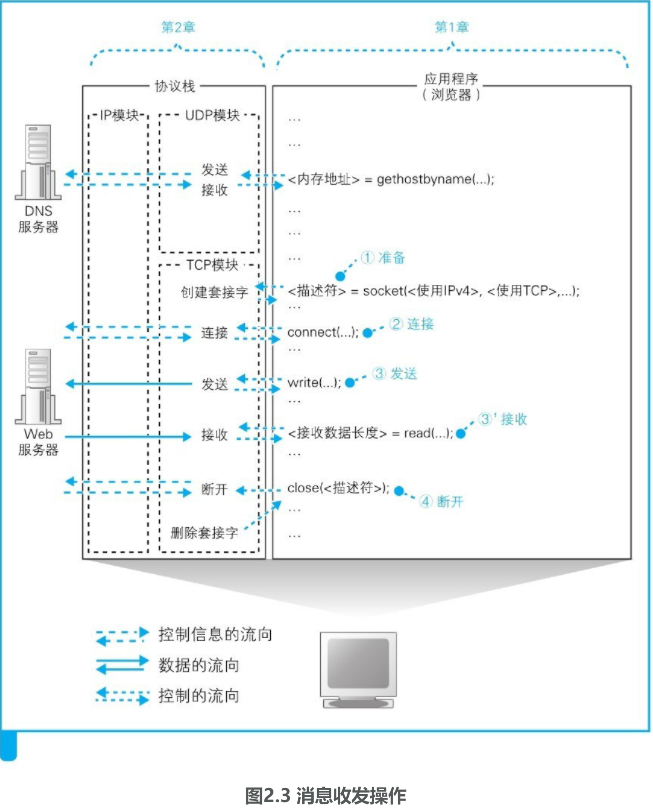 第2章
第1章
协议栈
应用程序
（浏览器）
IP模块
UDP模块
...
...
发送
接收
<内存地址> = gethostbyname(...);
DNS
服务器
...
...
...
TCP模块
① 准备
创建套接字
<描述符> = socket(<使用IPv4>, <使用TCP>,...);
...
连接
connect(...);
② 连接
...
发送
write(...);
③ 发送
...
Web
服务器
接收
<接收数据长度> = read(...);
③' 接收
...
断开
close(<描述符>);
④ 断开
...
删除套接字
...
控制信息的流向
数据的流向
控制的流向
图2.3 消息收发操作